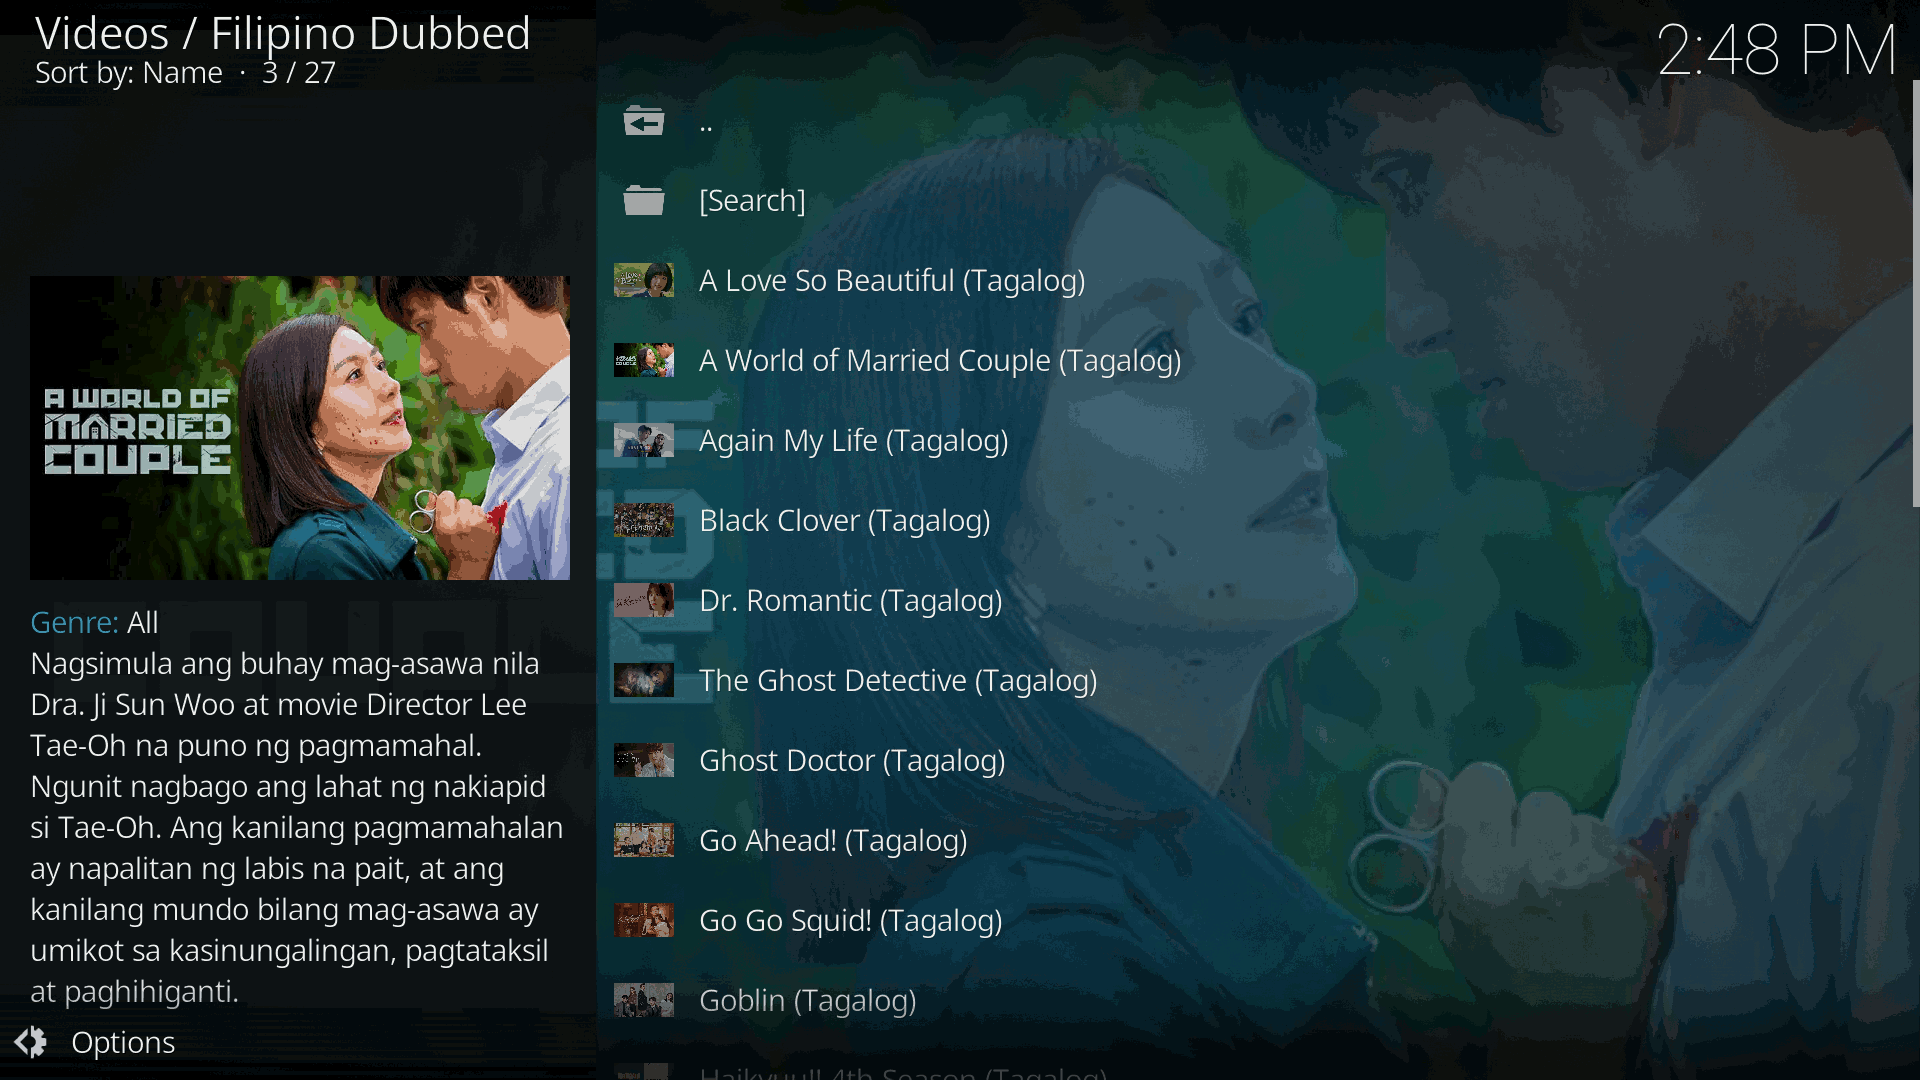 Videos / Filipino Dubbed
Sort by: Name · 3 / 27
2:48 PM
A WORLD OF
MARRIED
COUPLE
Genre: All
Nagsimula ang buhay mag-asawa nila
Dra. Ji Sun Woo at movie Director Lee
Tae-Oh na puno ng pagmamahal.
Ngunit nagbago ang lahat ng nakiapid
si Tae-Oh. Ang kanilang pagmamahalan
ay napalitan ng labis na pait, at ang
kanilang mundo bilang mag-asawa ay
umikot sa kasinungalingan, pagtataksil
at paghihiganti.
Options
..
[Search]
A Love So Beautiful (Tagalog)
A World of Married Couple (Tagalog)
Again My Life (Tagalog)
Black Clover (Tagalog)
Dr. Romantic (Tagalog)
The Ghost Detective (Tagalog)
Ghost Doctor (Tagalog)
Go Ahead! (Tagalog)
Go Go Squid! (Tagalog)
Goblin (Tagalog)
Haikyuu!! 4th Season (Tagalog)